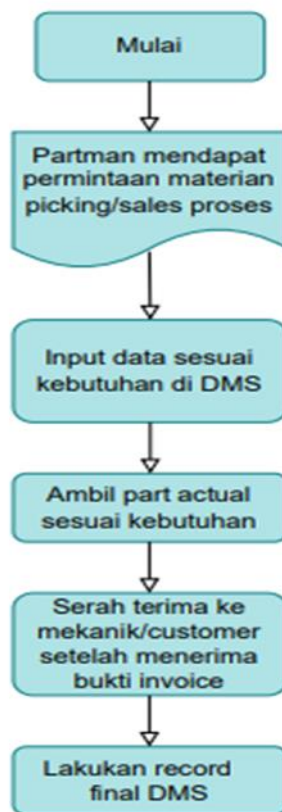 Mulai
Partman mendapat
permintaan materian
picking/sales proses
Input data sesuai
kebutuhan di DMS
Ambil part actual
sesuai kebutuhan
Serah terima ke
mekanik/customer
setelah menerima
bukti invoice
Lakukan record
final DMS